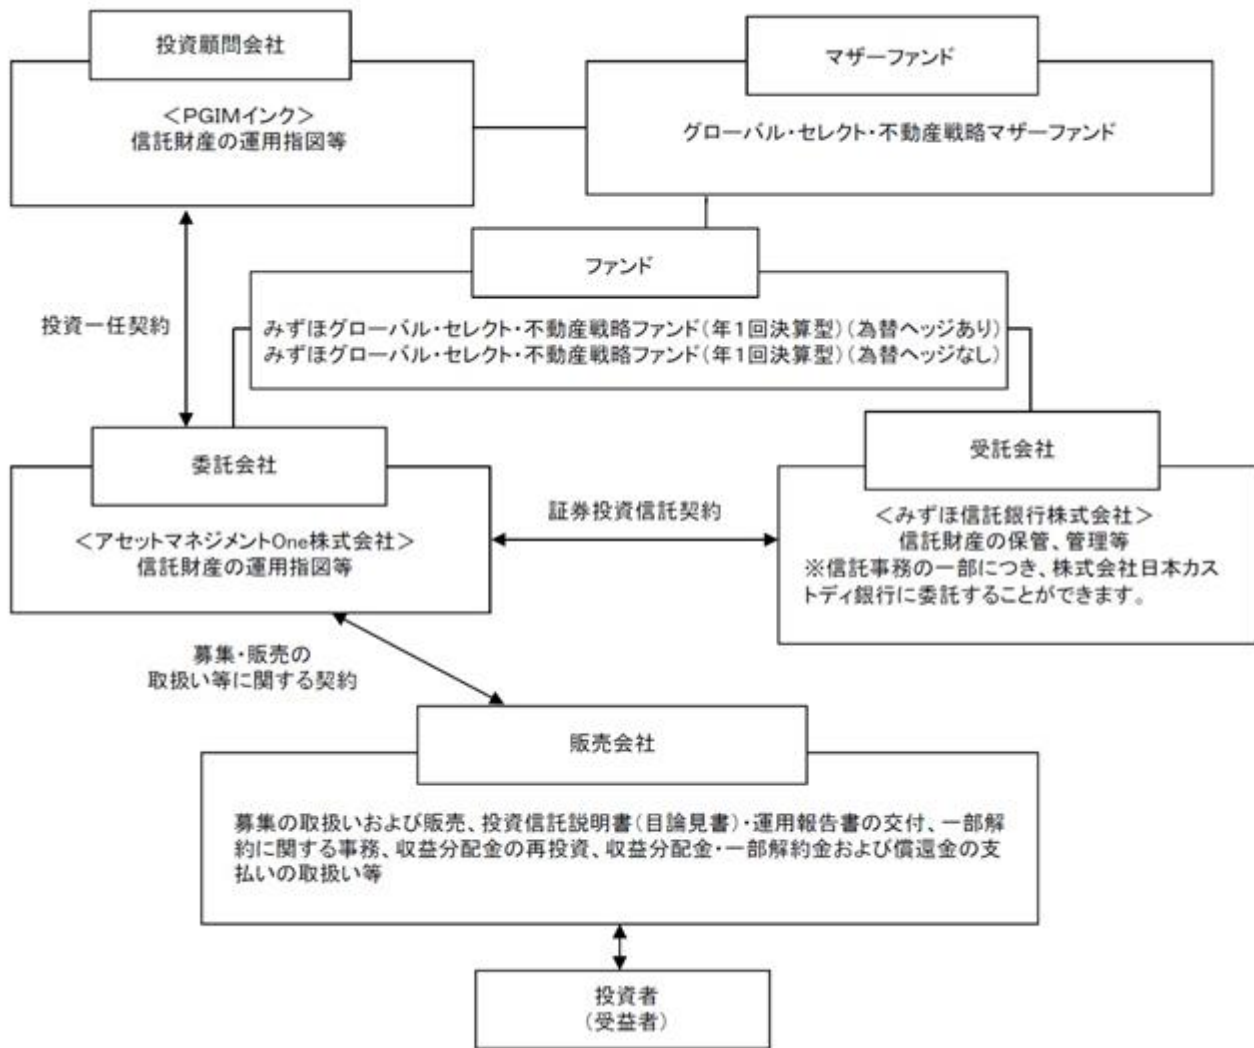 投資顧問会社
＜PGIMインク＞
信託財産の運用指図等
マザーファンド
グローバル・セレクト・不動産戦略マザーファンド
ファンド
みずほグローバル・セレクト・不動産戦略ファンド（年１回決算型）（為替ヘッジあり）
みずほグローバル・セレクト・不動産戦略ファンド（年１回決算型）（為替ヘッジなし）
投資一任契約
委託会社
＜アセットマネジメントOne株式会社＞
信託財産の運用指図等
証券投資信託契約
受託会社
＜みずほ信託銀行株式会社＞
信託財産の保管、管理等
※信託事務の一部につき、株式会社日本カス
トディ銀行に委託することができます。
募集・販売の
取扱い等に関する契約
販売会社
募集の取扱いおよび販売、投資信託説明書（目論見書）・運用報告書の交付、一部解
約に関する事務、収益分配金の再投資、収益分配金・一部解約金および償還金の支
払いの取扱い等
投資者
（受益者）